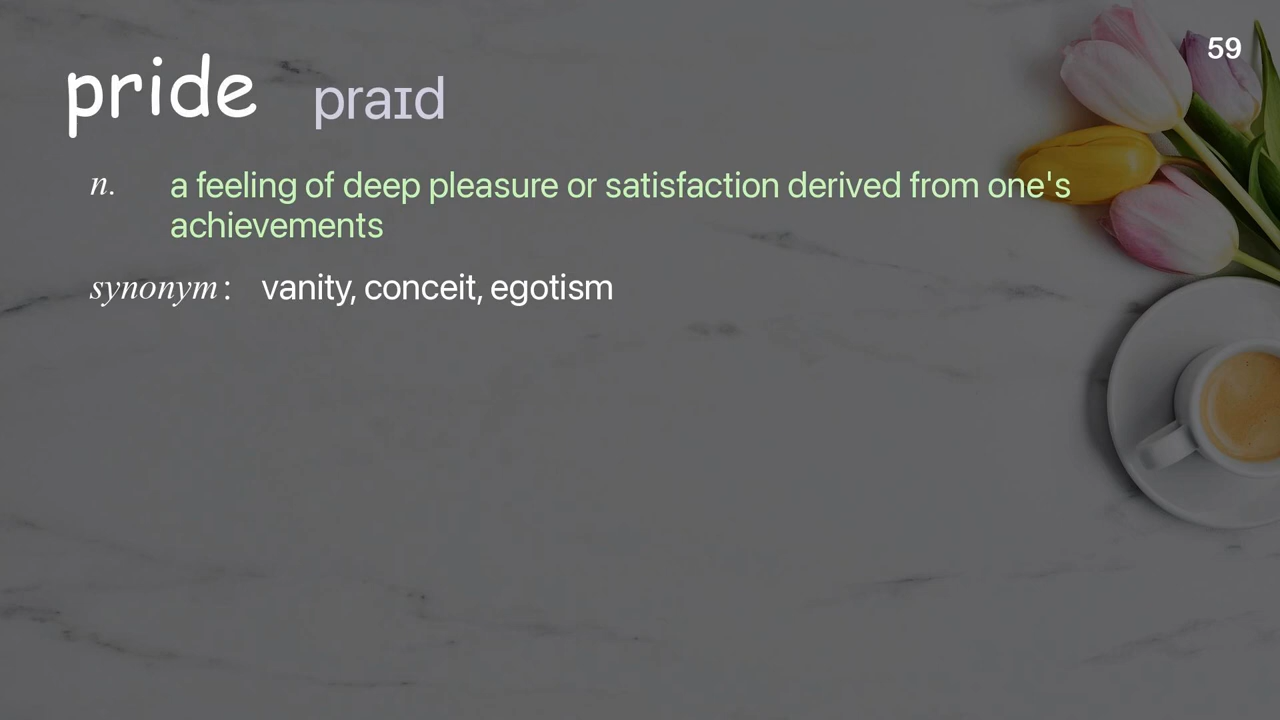 59
pride praɪd
n. a feeling of deep pleasure or satisfaction derived from one's
achievements
synonym : vanity, conceit, egotism